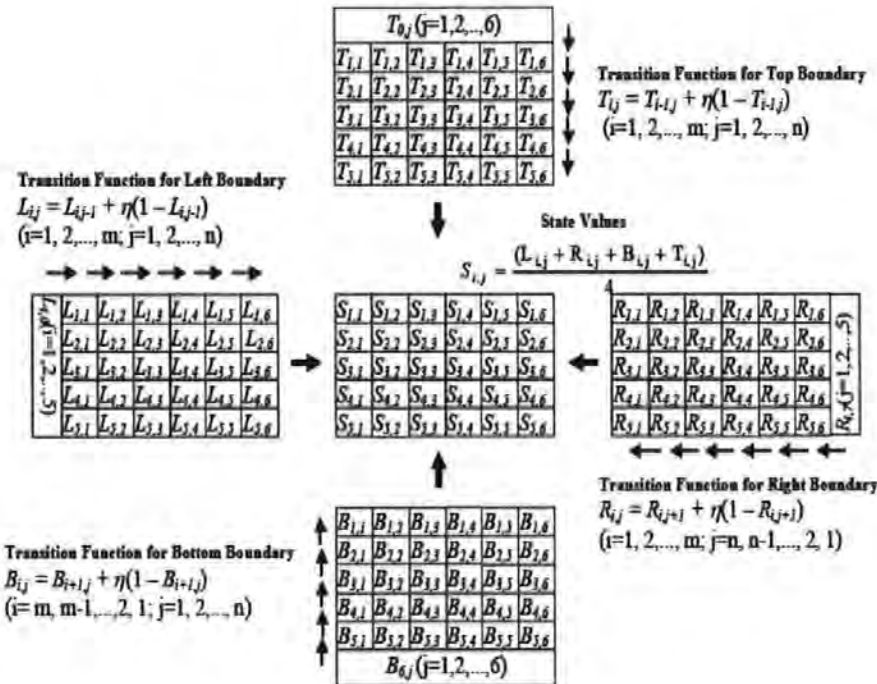 T0,j (j=1,2,..,6)
T1,1 T1,2 T1,3 T1,4 T1,5 T1,6
T2,1 T2,2 T2,3 T2,4 T2,5 T2,6
T3,1 T3,2 T3,3 T3,4 T3,5 T3,6
T4,1 T4,2 T4,3 T4,4 T4,5 T4,6
T5,1 T5,2 T5,3 T5,4 T5,5 T5,6
Transition Function for Top Boundary
Ti,j = Ti-1,j + η(1 – Ti-1,j)
(i=1, 2,..., m; j=1, 2,..., n)
Transition Function for Left Boundary
Li,j = Li,j-1 + η(1 – Li,j-1)
(i=1, 2,..., m; j=1, 2,..., n)
State Values
Si,j = (Li,j + Ri,j + Bi,j + Ti,j)
4
Li,0(i=1, 2,...,5)
L1,1 L1,2 L1,3 L1,4 L1,5 L1,6
L2,1 L2,2 L2,3 L2,4 L2,5 L2,6
L3,1 L3,2 L3,3 L3,4 L3,5 L3,6
L4,1 L4,2 L4,3 L4,4 L4,5 L4,6
L5,1 L5,2 L5,3 L5,4 L5,5 L5,6
S1,1 S1,2 S1,3 S1,4 S1,5 S1,6
S2,1 S2,2 S2,3 S2,4 S2,5 S2,6
S3,1 S3,2 S3,3 S3,4 S3,5 S3,6
S4,1 S4,2 S4,3 S4,4 S4,5 S4,6
S5,1 S5,2 S5,3 S5,4 S5,5 S5,6
R1,1 R1,2 R1,3 R1,4 R1,5 R1,6
R2,1 R2,2 R2,3 R2,4 R2,5 R2,6
R3,1 R3,2 R3,3 R3,4 R3,5 R3,6
R4,1 R4,2 R4,3 R4,4 R4,5 R4,6
R5,1 R5,2 R5,3 R5,4 R5,5 R5,6
Ri,7(j=1, 2,...,5)
Transition Function for Right Boundary
Ri,j = Ri,j+1 + η(1 – Ri,j+1)
(i=1, 2,..., m; j=n, n-1,..., 2, 1)
Transition Function for Bottom Boundary
Bi,j = Bi+1,j + η(1 – Bi+1,j)
(i= m, m-1,...,2, 1; j=1, 2,..., n)
B1,1 B1,2 B1,3 B1,4 B1,5 B1,6
B2,1 B2,2 B2,3 B2,4 B2,5 B2,6
B3,1 B3,2 B3,3 B3,4 B3,5 B3,6
B4,1 B4,2 B4,3 B4,4 B4,5 B4,6
B5,1 B5,2 B5,3 B5,4 B5,5 B5,6
B6,j (j=1,2,...,6)